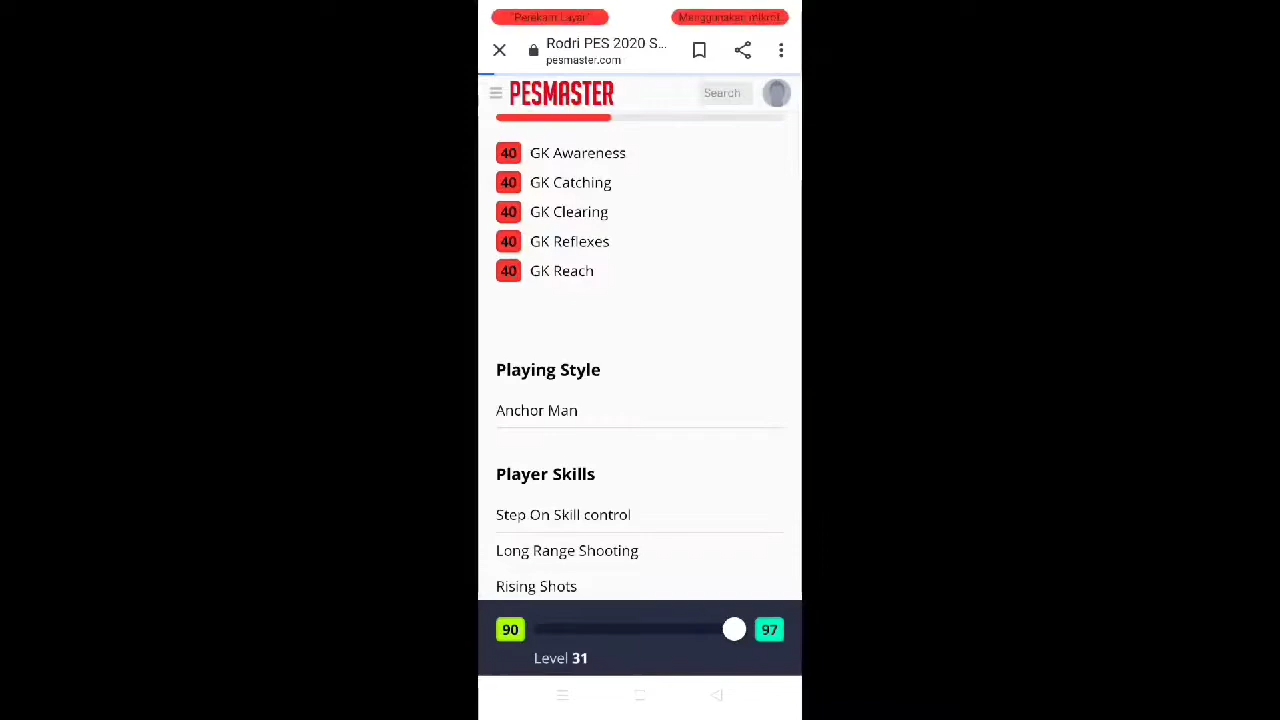 "Perekam Layar"
Menggunakan mikrof...
Rodri PES 2020 S...
pesmaster.com
PESMASTER
Search
40 GK Awareness
40 GK Catching
40 GK Clearing
40 GK Reflexes
40 GK Reach
Playing Style
Anchor Man
Player Skills
Step On Skill control
Long Range Shooting
Rising Shots
90 97
Level 31